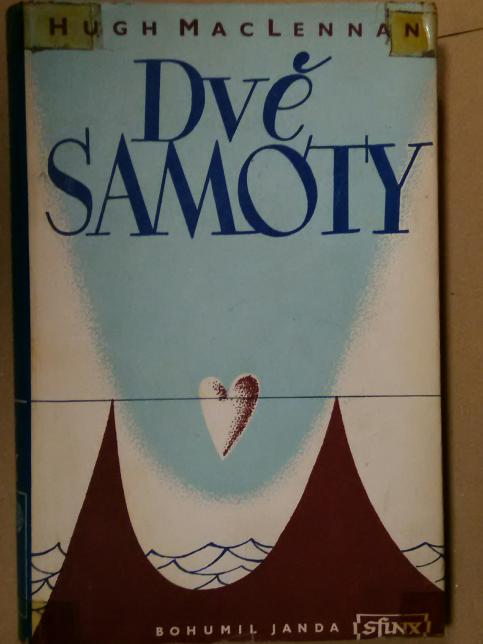 HUGH MACLENNAN
Dvě
SAMOTY
BOHUMIL JANDA SFINX